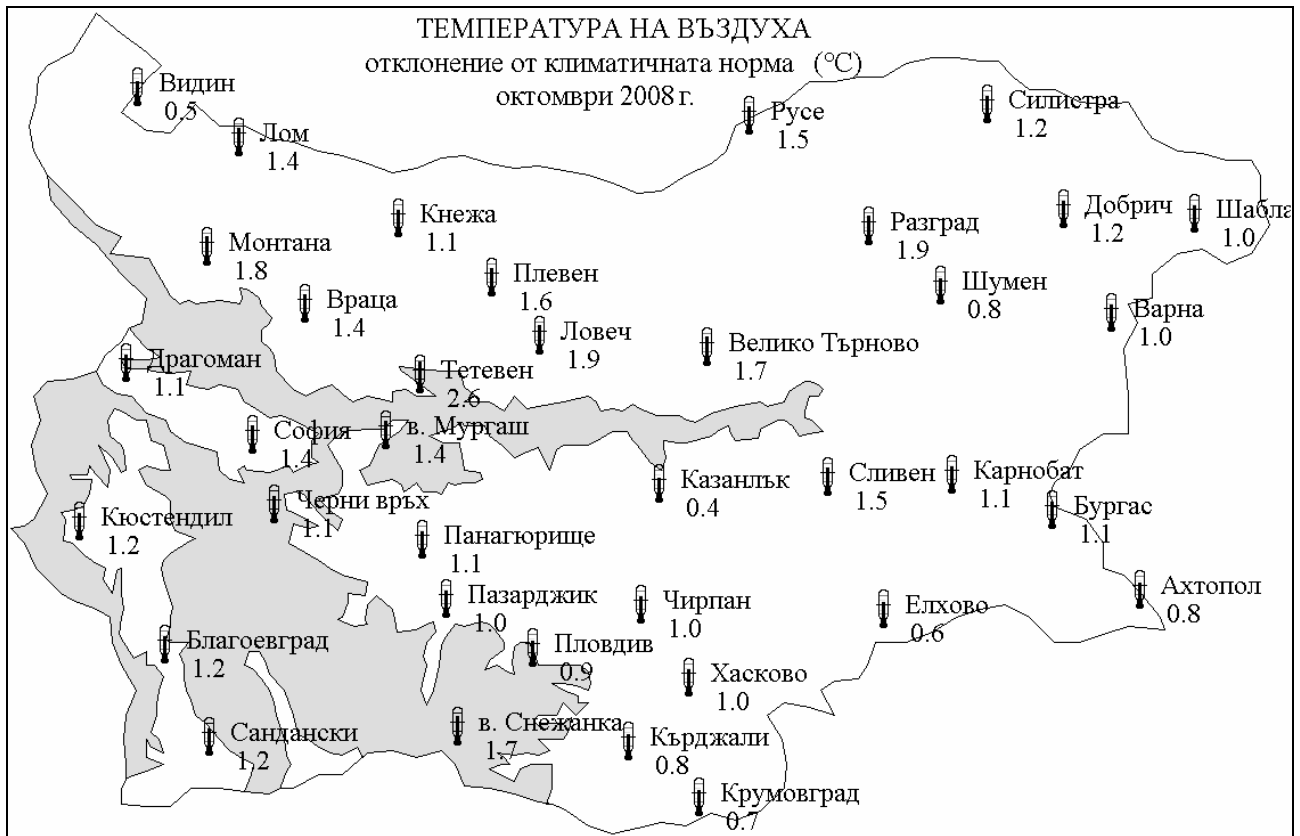 ТЕМПЕРАТУРА НА ВЪЗДУХА
отклонение от климатичната норма (°C)
октомври 2008 г.
Видин
0.5
Лом
1.4
Русе
1.5
Силистра
1.2
Кнежа
1.1
Монтана
1.8
Разград
1.9
Добрич
1.2
Шабла
1.0
Плевен
1.6
Враца
1.4
Шумен
0.8
Варна
1.0
Ловеч
1.9
Велико Търново
1.7
Драгоман
1.1
Тетевен
2.6
София
1.4
в. Мургаш
1.4
Казанлък
0.4
Сливен
1.5
Карнобат
1.1
Черни връх
1.1
Кюстендил
1.2
Бургас
1.1
Панагюрище
1.1
Пазарджик
1.0
Чирпан
1.0
Елхово
0.6
Ахтопол
0.8
Благоевград
1.2
Пловдив
0.9
Хасково
1.0
Сандански
1.2
в. Снежанка
1.7
Кърджали
0.8
Крумовград
0.7